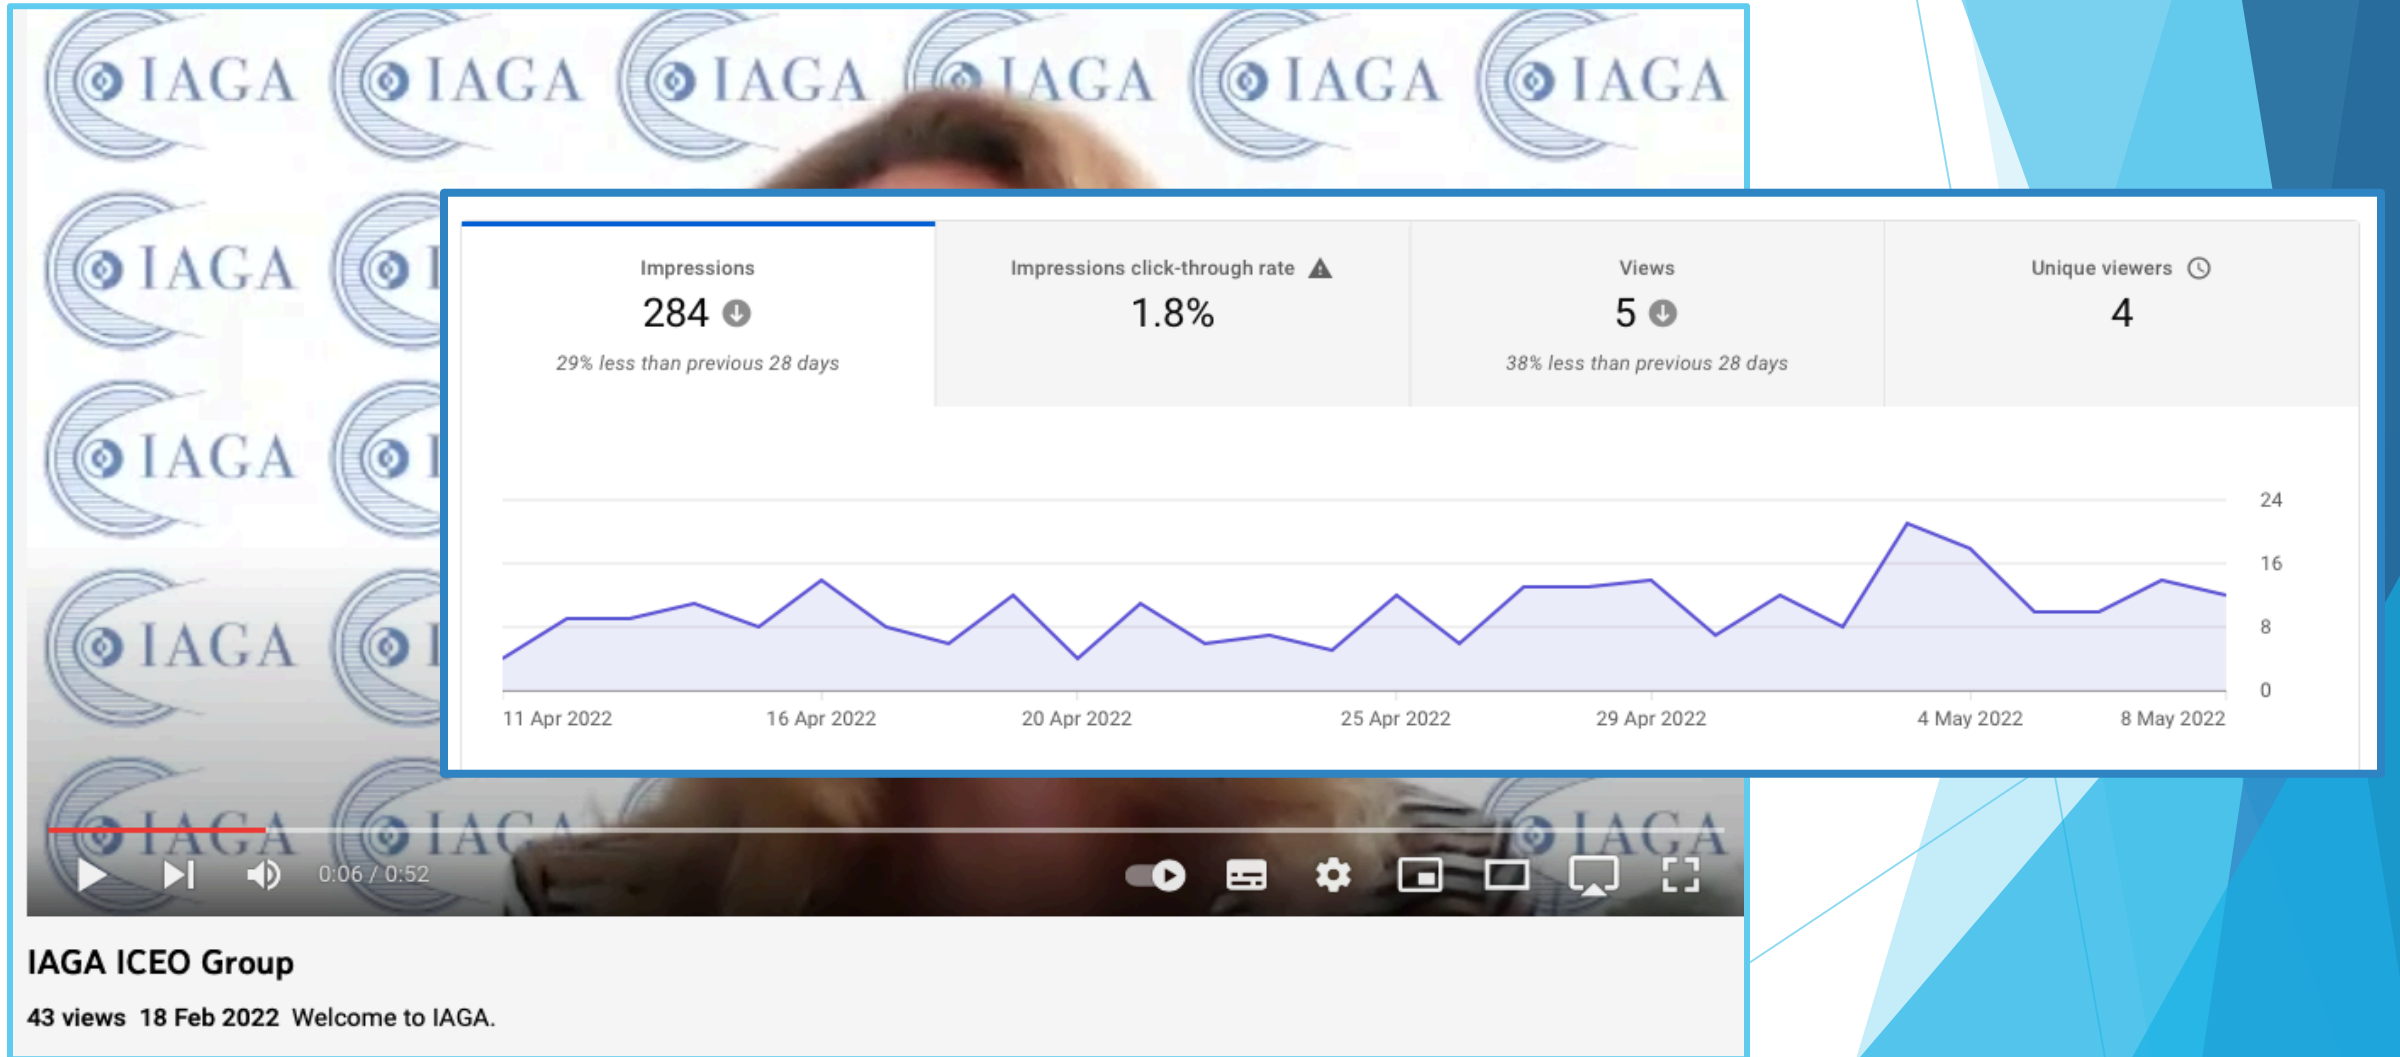 IAGA IAGA IAGA IAGA IAGA IAGA
IAGA I
IAGA I
IAGA I
IAGA IAGA IAGA
Impressions
284
29% less than previous 28 days
Impressions click-through rate
1.8%
Views
5
38% less than previous 28 days
Unique viewers
4
24
16
8
0
11 Apr 2022 16 Apr 2022 20 Apr 2022 25 Apr 2022 29 Apr 2022 4 May 2022 8 May 2022
0:06 / 0:52
IAGA ICEO Group
43 views 18 Feb 2022 Welcome to IAGA.